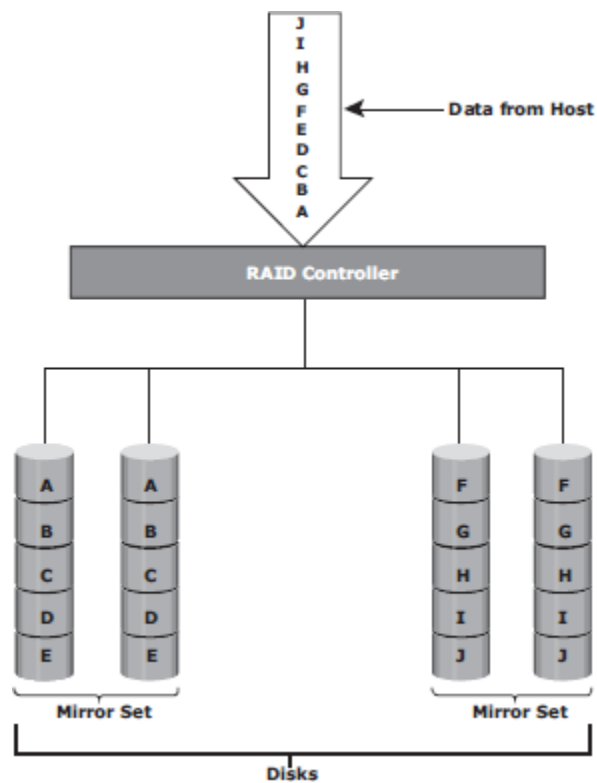 J
I
H
G
F
E
D
C
B
A
Data from Host
RAID Controller
A A F F
B B G G
C C H H
D D I I
E E J J
Mirror Set Mirror Set
Disks